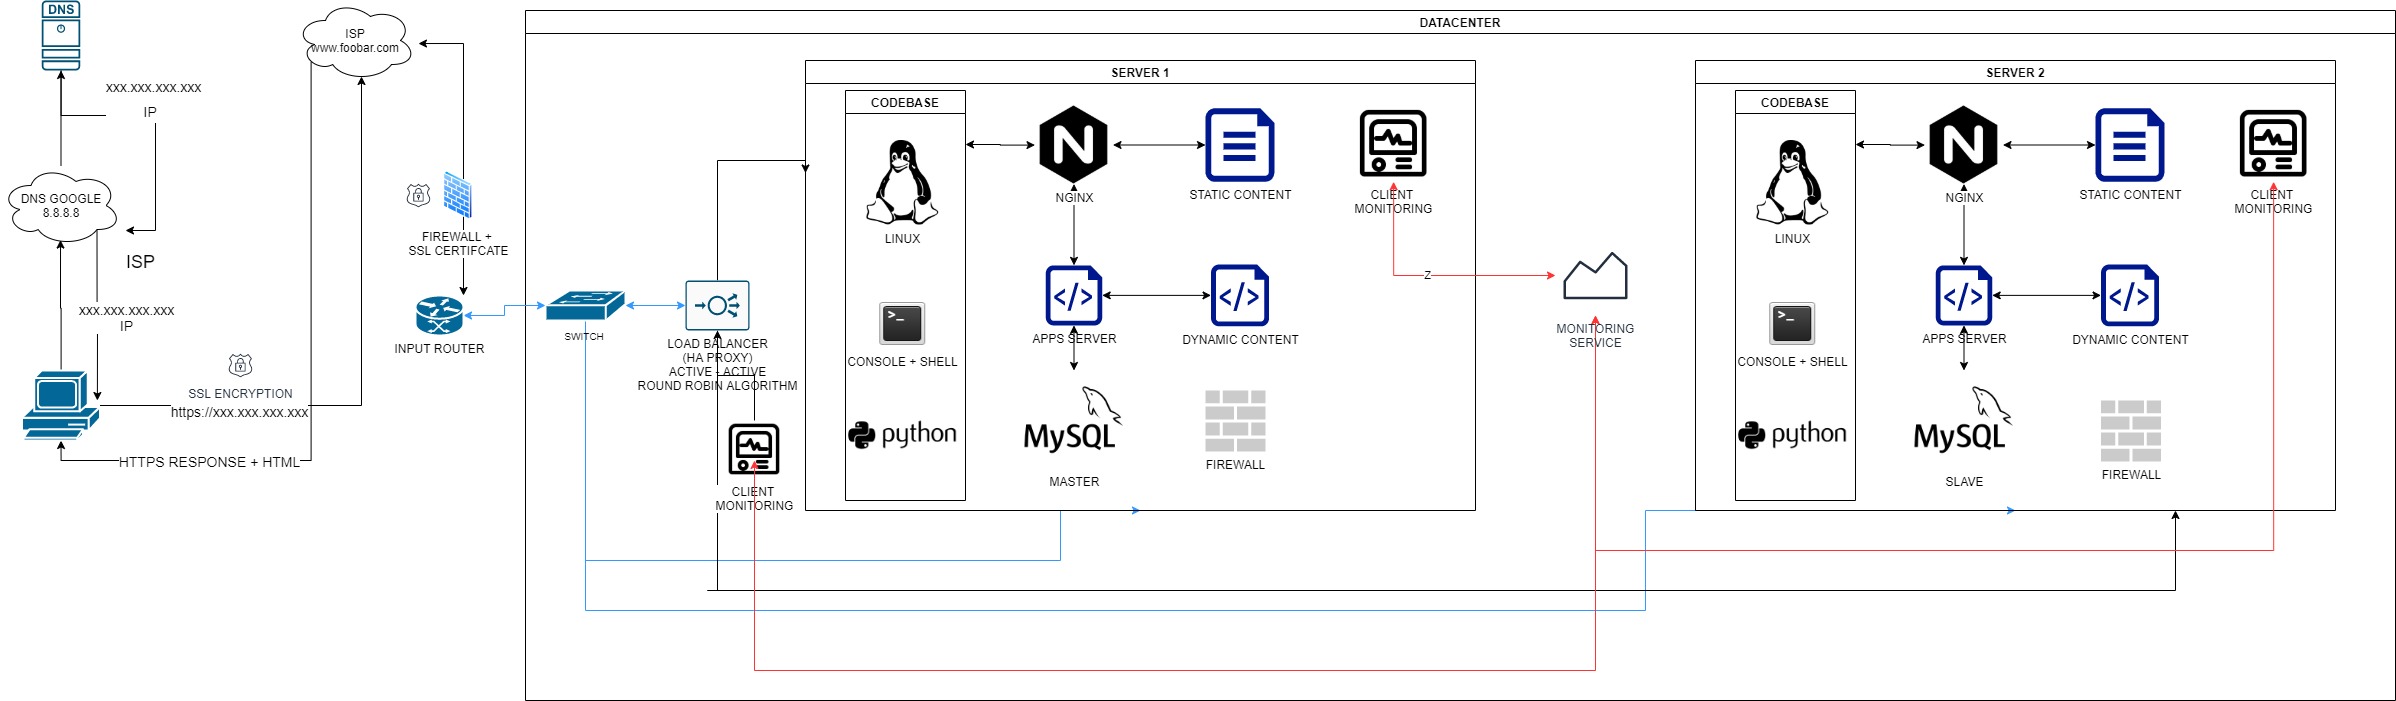 DNS
xxx.xxx.xxx.xxx
IP
DNS GOOGLE
8.8.8.8
ISP
xxx.xxx.xxx.xxx
IP
SSL ENCRYPTION
https://xxx.xxx.xxx.xxx
HTTPS RESPONSE + HTML
ISP
www.foobar.com
FIREWALL +
SSL CERTIFCATE
INPUT ROUTER
DATACENTER
SWITCH
LOAD BALANCER
(HA PROXY)
ACTIVE - ACTIVE
ROUND ROBIN ALGORITHM
CLIENT
MONITORING
SERVER 1
CODEBASE
LINUX
>_
CONSOLE + SHELL
python
N
NGINX
STATIC CONTENT
CLIENT
MONITORING
</>
APPS SERVER
</>
DYNAMIC CONTENT
MySQL
MASTER
FIREWALL
Z
MONITORING
SERVICE
SERVER 2
CODEBASE
LINUX
>_
CONSOLE + SHELL
python
N
NGINX
STATIC CONTENT
CLIENT
MONITORING
</>
APPS SERVER
</>
DYNAMIC CONTENT
MySQL
SLAVE
FIREWALL